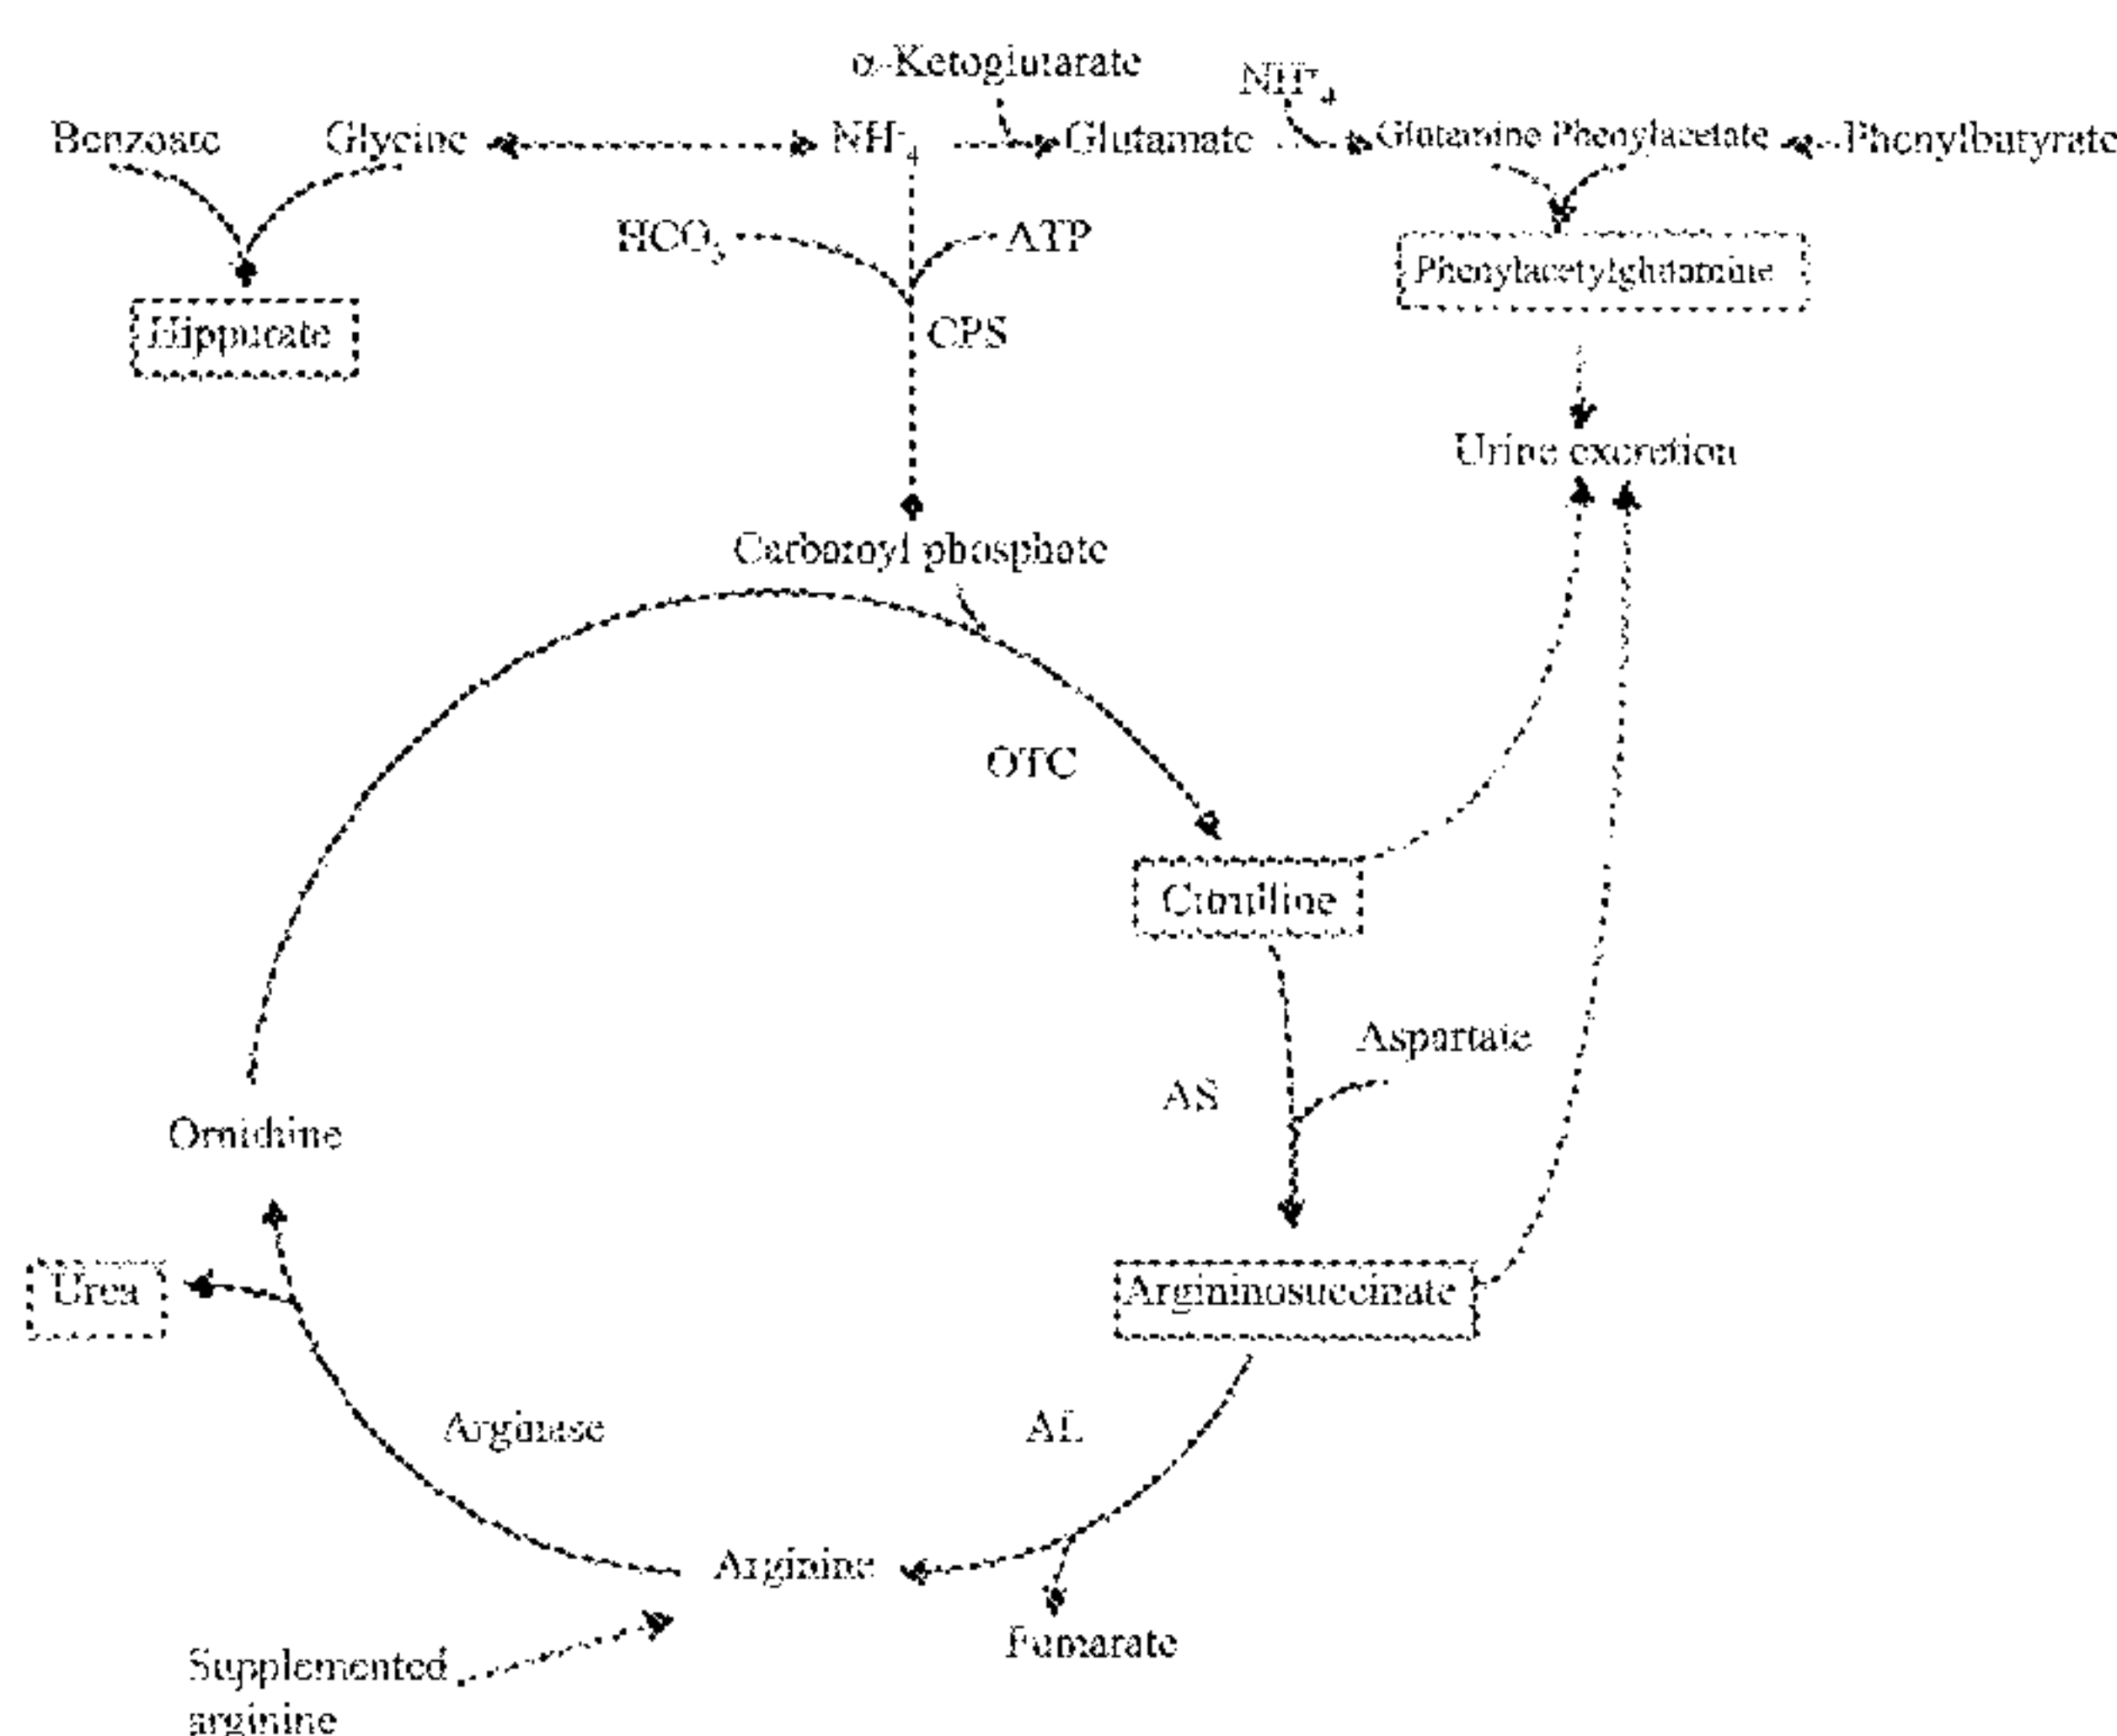 α-Ketoglutarate
NH⁺₄
Benzoate
Glycine
NH⁺₄
Glutamate
Glutamine Phenylacetate
Phenylbutyrate
HCO₃
ATP
Phenylacetylglutamine
Hippurate
CPS
Urine excretion
Carbamoyl phosphate
OTC
Citrulline
Aspartate
AS
Ornithine
Urea
Argininosuccinate
Arginase
AL
Arginine
Fumarate
Supplemented
arginine